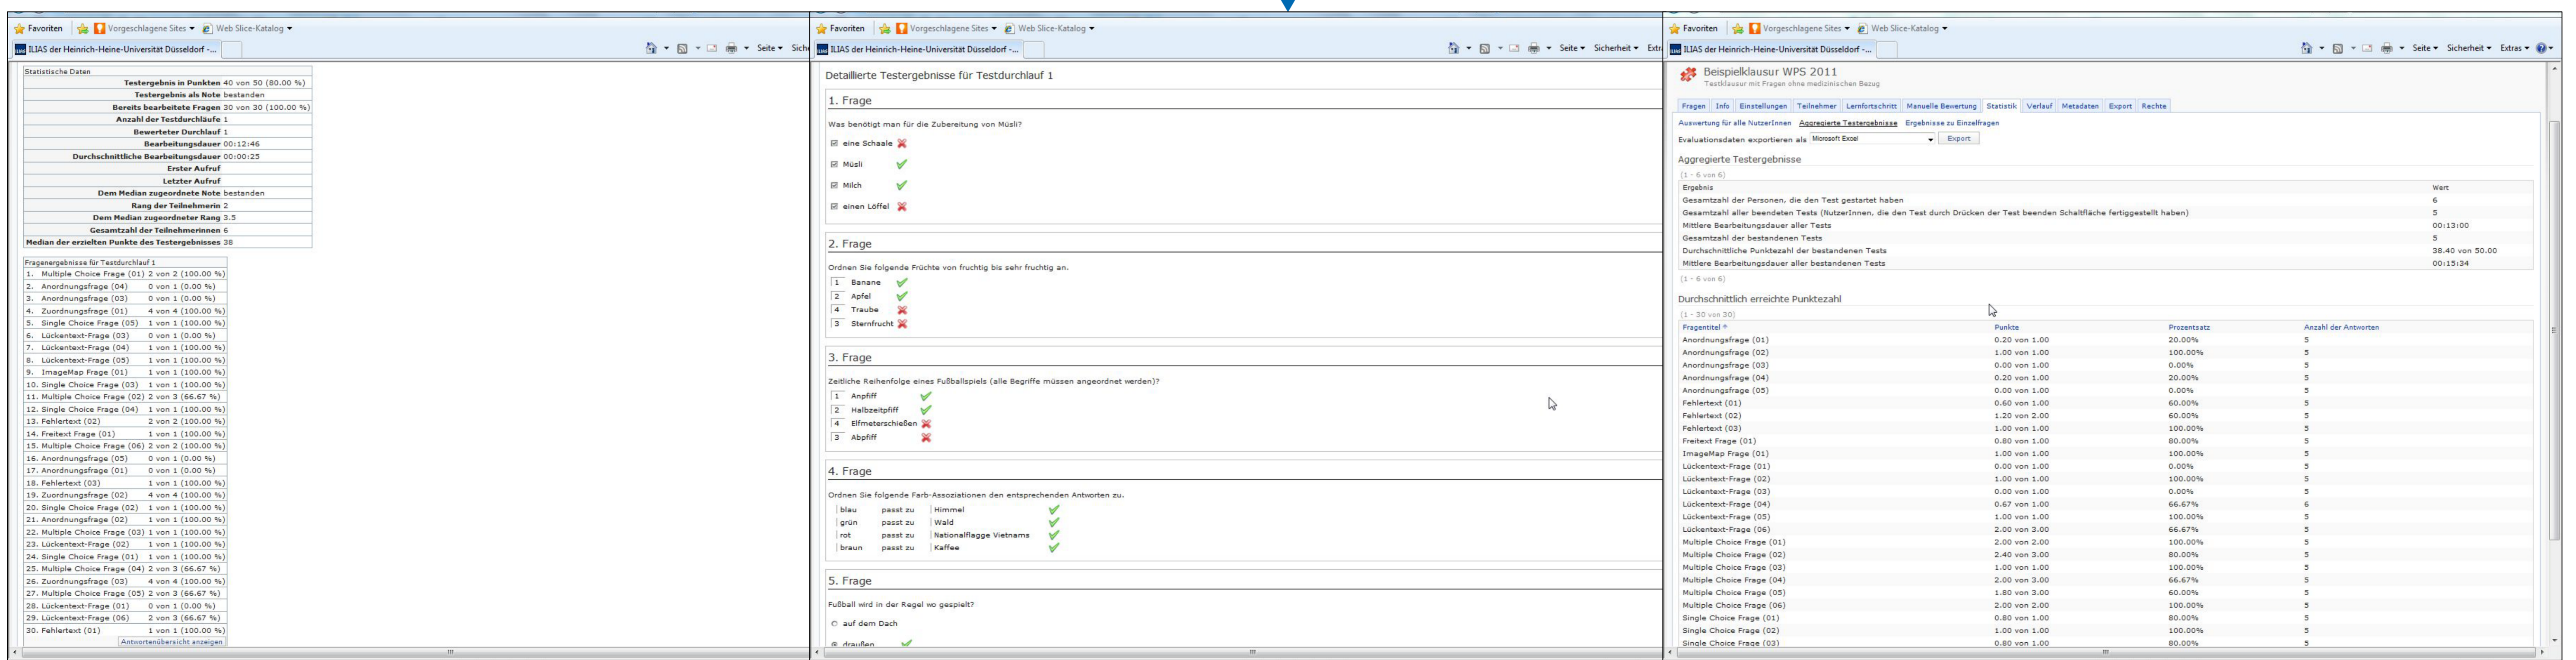 Favoriten Vorgeschlagene Sites Web Slice-Katalog
ILIAS der Heinrich-Heine-Universität Düsseldorf -...
Seite Siche
Statistische Daten
Testergebnis in Punkten 40 von 50 (80.00 %)
Testergebnis als Note bestanden
Bereits bearbeitete Fragen 30 von 30 (100.00 %)
Anzahl der Testdurchläufe 1
Bewerteter Durchlauf 1
Bearbeitungsdauer 00:12:46
Durchschnittliche Bearbeitungsdauer 00:00:25
Erster Aufruf
Letzter Aufruf
Dem Median zugeordnete Note bestanden
Rang der Teilnehmerin 2
Dem Median zugeordneter Rang 3.5
Gesamtzahl der Teilnehmerinnen 6
Median der erzielten Punkte des Testergebnisses 38
Fragenergebnisse für Testdurchlauf 1
1. Multiple Choice Frage (01) 2 von 2 (100.00 %)
2. Anordnungsfrage (04) 0 von 1 (0.00 %)
3. Anordnungsfrage (03) 0 von 1 (0.00 %)
4. Zuordnungsfrage (01) 4 von 4 (100.00 %)
5. Single Choice Frage (05) 1 von 1 (100.00 %)
6. Lückentext-Frage (03) 0 von 1 (0.00 %)
7. Lückentext-Frage (04) 1 von 1 (100.00 %)
8. Lückentext-Frage (05) 1 von 1 (100.00 %)
9. ImageMap Frage (01) 1 von 1 (100.00 %)
10. Single Choice Frage (03) 1 von 1 (100.00 %)
11. Multiple Choice Frage (02) 2 von 3 (66.67 %)
12. Single Choice Frage (04) 1 von 1 (100.00 %)
13. Fehlertext (02) 2 von 2 (100.00 %)
14. Freitext Frage (01) 1 von 1 (100.00 %)
15. Multiple Choice Frage (06) 2 von 2 (100.00 %)
16. Anordnungsfrage (05) 0 von 1 (0.00 %)
17. Anordnungsfrage (01) 0 von 1 (0.00 %)
18. Fehlertext (03) 1 von 1 (100.00 %)
19. Zuordnungsfrage (02) 4 von 4 (100.00 %)
20. Single Choice Frage (02) 1 von 1 (100.00 %)
21. Anordnungsfrage (02) 1 von 1 (100.00 %)
22. Multiple Choice Frage (03) 1 von 1 (100.00 %)
23. Lückentext-Frage (02) 1 von 1 (100.00 %)
24. Single Choice Frage (01) 1 von 1 (100.00 %)
25. Multiple Choice Frage (04) 2 von 3 (66.67 %)
26. Zuordnungsfrage (03) 4 von 4 (100.00 %)
27. Multiple Choice Frage (05) 2 von 3 (66.67 %)
28. Lückentext-Frage (01) 0 von 1 (0.00 %)
29. Lückentext-Frage (06) 2 von 3 (66.67 %)
30. Fehlertext (01) 1 von 1 (100.00 %)
Antwortenübersicht anzeigen
Favoriten Vorgeschlagene Sites Web Slice-Katalog
ILIAS der Heinrich-Heine-Universität Düsseldorf -...
Seite Sicherheit Extr
Detaillierte Testergebnisse für Testdurchlauf 1
1. Frage
Was benötigt man für die Zubereitung von Müsli?
eine Schaale
Müsli
Milch
einen Löffel
2. Frage
Ordnen Sie folgende Früchte von fruchtig bis sehr fruchtig an.
1 Banane
2 Apfel
4 Traube
3 Sternfrucht
3. Frage
Zeitliche Reihenfolge eines Fußballspiels (alle Begriffe müssen angeordnet werden)?
1 Anpfiff
2 Halbzeitpfiff
4 Elfmeterschießen
3 Abpfiff
4. Frage
Ordnen Sie folgende Farb-Assoziationen den entsprechenden Antworten zu.
blau passt zu Himmel
grün passt zu Wald
rot passt zu Nationalflagge Vietnams
braun passt zu Kaffee
5. Frage
Fußball wird in der Regel wo gespielt?
auf dem Dach
draußen
Favoriten Vorgeschlagene Sites Web Slice-Katalog
ILIAS der Heinrich-Heine-Universität Düsseldorf -...
Seite Sicherheit Extras
Beispielklausur WPS 2011
Testklausur mit Fragen ohne medizinischen Bezug
Fragen Info Einstellungen Teilnehmer Lernfortschritt Manuelle Bewertung Statistik Verlauf Metadaten Export Rechte
Auswertung für alle NutzerInnen Aggregierte Testergebnisse Ergebnisse zu Einzelfragen
Evaluationsdaten exportieren als Microsoft Excel Export
Aggregierte Testergebnisse
(1 - 6 von 6)
Ergebnis Wert
Gesamtzahl der Personen, die den Test gestartet haben 6
Gesamtzahl aller beendeten Tests (NutzerInnen, die den Test durch Drücken der Test beenden Schaltfläche fertiggestellt haben) 5
Mittlere Bearbeitungsdauer aller Tests 00:13:00
Gesamtzahl der bestandenen Tests 5
Durchschnittliche Punktezahl der bestandenen Tests 38.40 von 50.00
Mittlere Bearbeitungsdauer aller bestandenen Tests 00:15:34
(1 - 6 von 6)
Durchschnittlich erreichte Punktezahl
(1 - 30 von 30)
Fragentitel Punkte Prozentsatz Anzahl der Antworten
Anordnungsfrage (01) 0.20 von 1.00 20.00% 5
Anordnungsfrage (02) 1.00 von 1.00 100.00% 5
Anordnungsfrage (03) 0.00 von 1.00 0.00% 5
Anordnungsfrage (04) 0.20 von 1.00 20.00% 5
Anordnungsfrage (05) 0.00 von 1.00 0.00% 5
Fehlertext (01) 0.60 von 1.00 60.00% 5
Fehlertext (02) 1.20 von 2.00 60.00% 5
Fehlertext (03) 1.00 von 1.00 100.00% 5
Freitext Frage (01) 0.80 von 1.00 80.00% 5
ImageMap Frage (01) 1.00 von 1.00 100.00% 5
Lückentext-Frage (01) 0.00 von 1.00 0.00% 5
Lückentext-Frage (02) 1.00 von 1.00 100.00% 5
Lückentext-Frage (03) 0.00 von 1.00 0.00% 5
Lückentext-Frage (04) 0.67 von 1.00 66.67% 6
Lückentext-Frage (05) 1.00 von 1.00 100.00% 5
Lückentext-Frage (06) 2.00 von 3.00 66.67% 5
Multiple Choice Frage (01) 2.00 von 2.00 100.00% 5
Multiple Choice Frage (02) 2.40 von 3.00 80.00% 5
Multiple Choice Frage (03) 1.00 von 1.00 100.00% 5
Multiple Choice Frage (04) 2.00 von 3.00 66.67% 5
Multiple Choice Frage (05) 1.80 von 3.00 60.00% 5
Multiple Choice Frage (06) 2.00 von 2.00 100.00% 5
Single Choice Frage (01) 0.80 von 1.00 80.00% 5
Single Choice Frage (02) 1.00 von 1.00 100.00% 5
Single Choice Frage (03) 0.80 von 1.00 80.00% 5